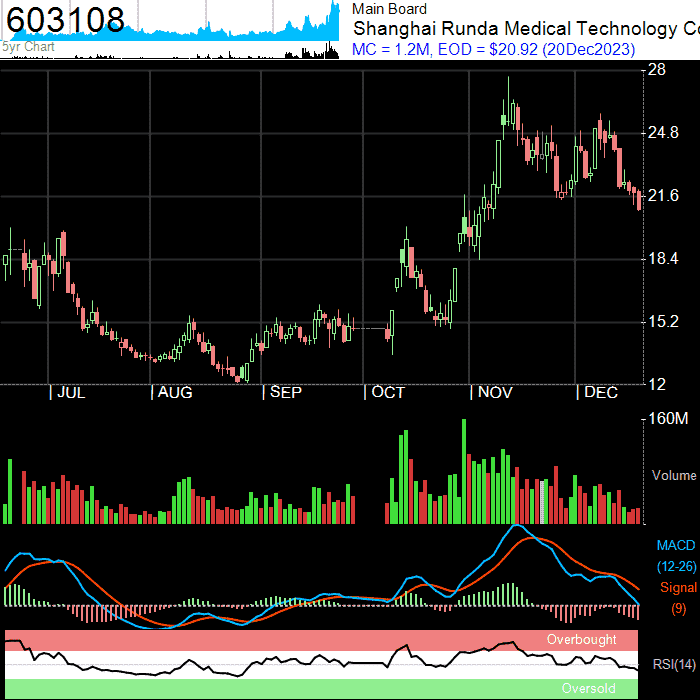 603108
5yr Chart
Main Board
Shanghai Runda Medical Technology Co
MC = 1.2M, EOD = $20.92 (20Dec2023)
28
24.8
21.6
18.4
15.2
12
| JUL | AUG | SEP | OCT | NOV | DEC
160M
Volume
MACD
(12-26)
Signal
(9)
Overbought
RSI(14)
Oversold